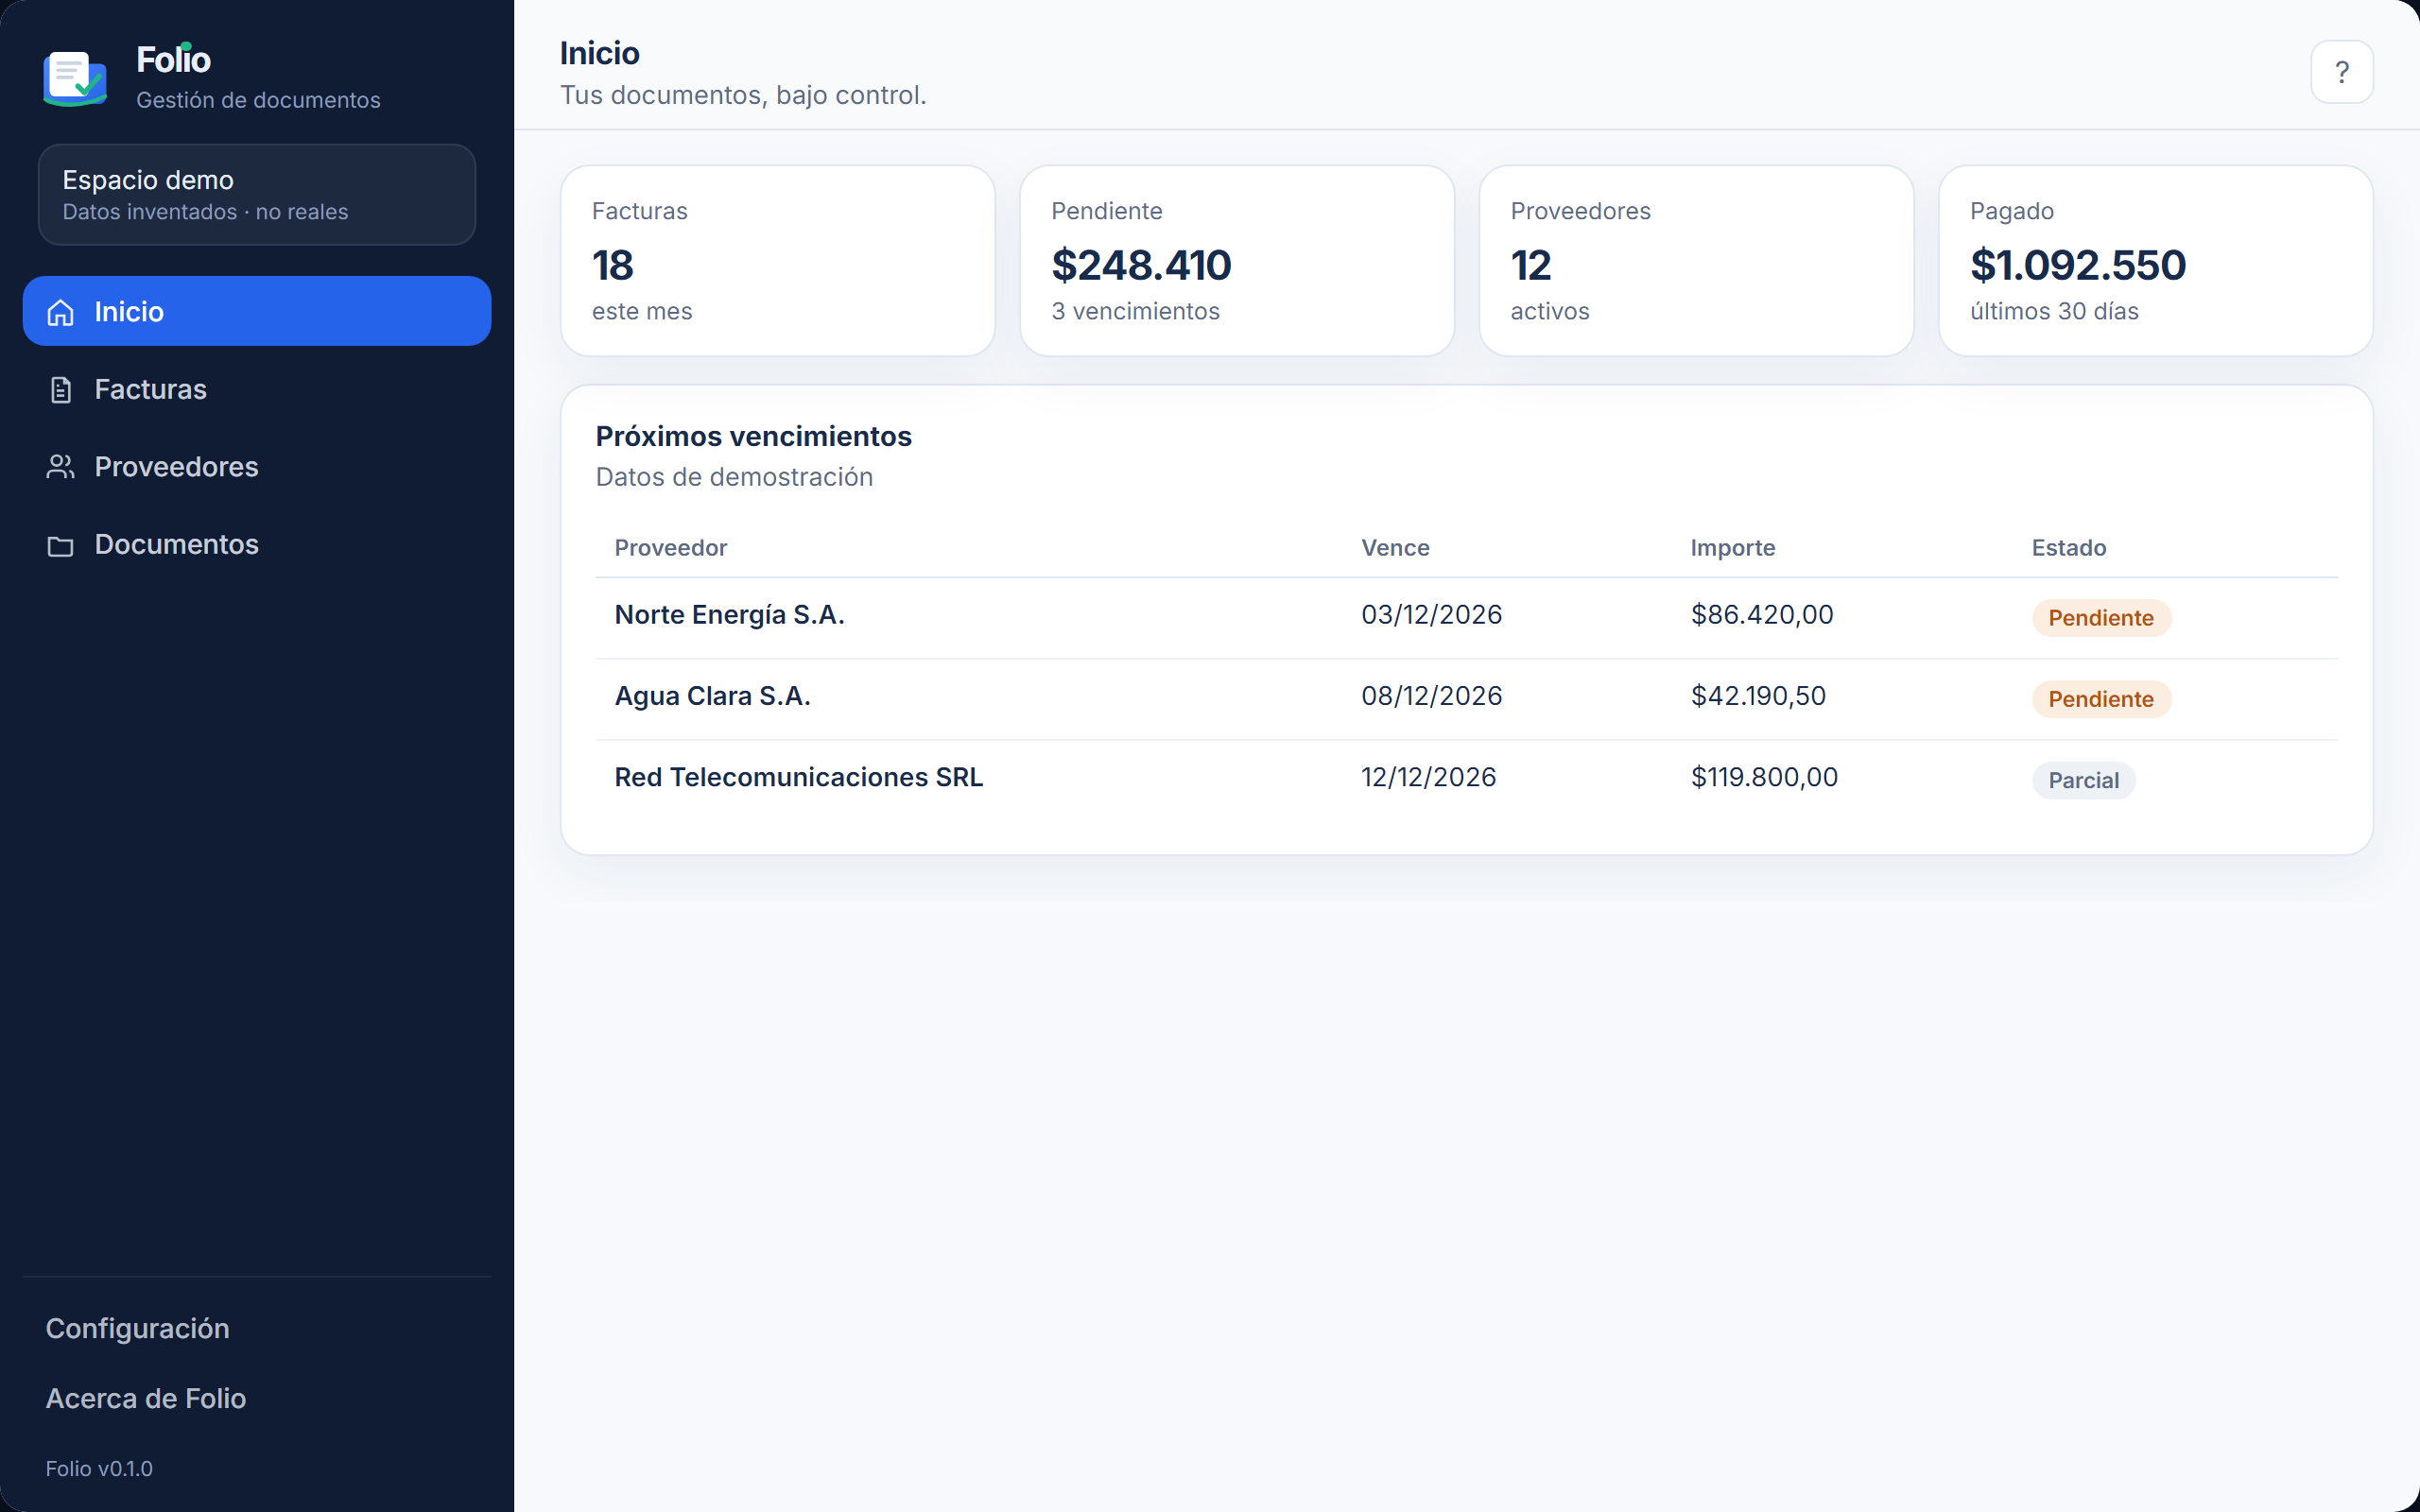 Folio
Gestión de documentos
Espacio demo
Datos inventados · no reales
Inicio
Facturas
Proveedores
Documentos
Configuración
Acerca de Folio
Folio v0.1.0
Inicio
Tus documentos, bajo control.
?
Facturas
18
este mes
Pendiente
$248.410
3 vencimientos
Proveedores
12
activos
Pagado
$1.092.550
últimos 30 días
Próximos vencimientos
Datos de demostración
Proveedor Vence Importe Estado
Norte Energía S.A. 03/12/2026 $86.420,00 Pendiente
Agua Clara S.A. 08/12/2026 $42.190,50 Pendiente
Red Telecomunicaciones SRL 12/12/2026 $119.800,00 Parcial